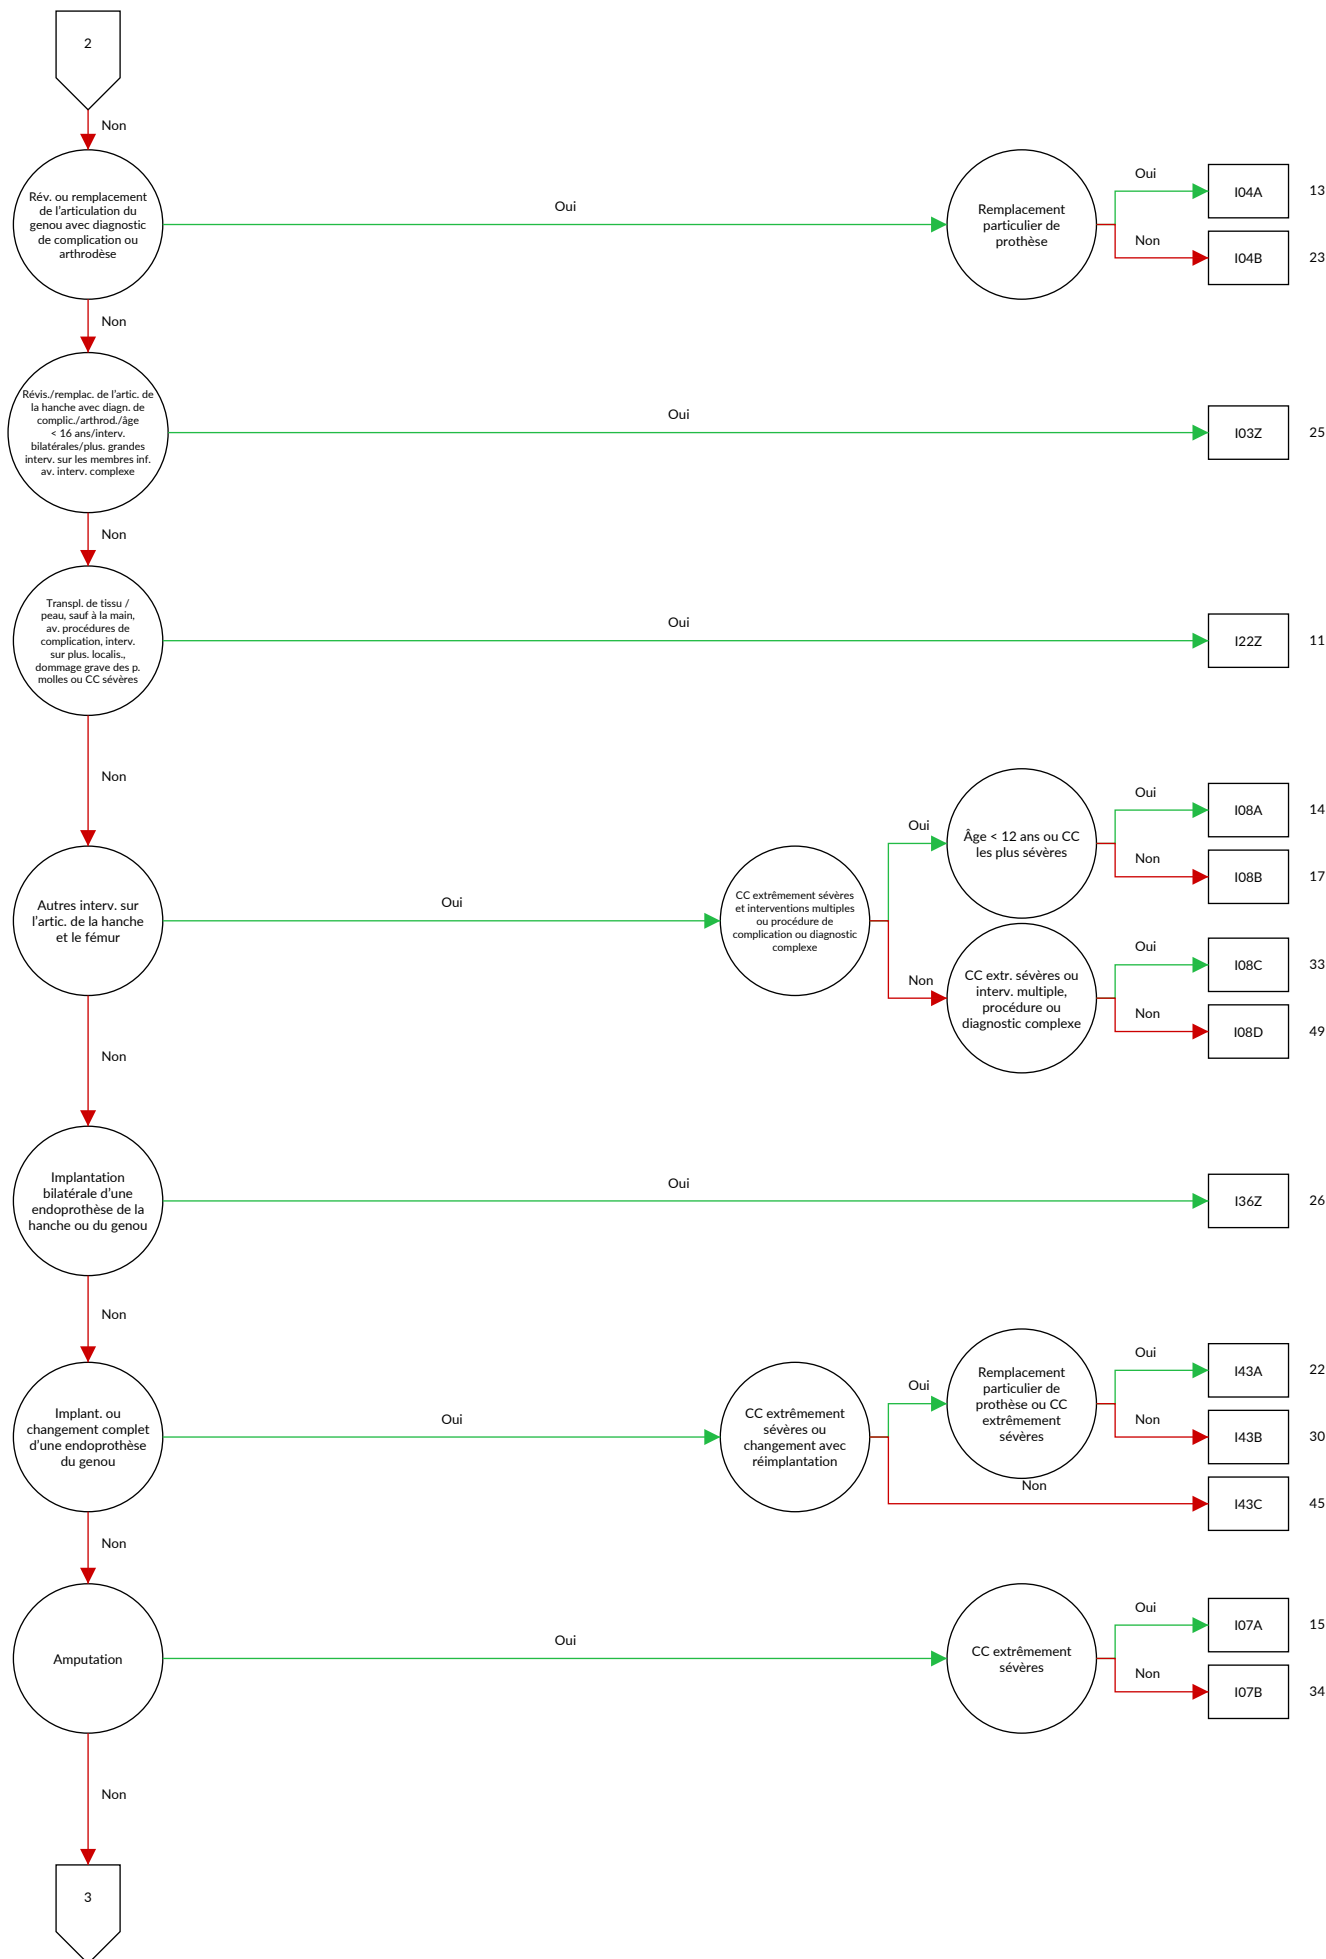 2
Non
Rév. ou remplacement
de l'articulation du
genou avec diagnostic
de complication ou
arthrodèse
Oui
Remplacement
particulier de
prothèse
Oui
I04A
13
Non
I04B
23
Non
Révis./remplac. de l'artic. de
la hanche avec diagn. de
complic./arthrod./âge
< 16 ans/interv.
bilatérales/plus. grandes
interv. sur les membres inf.
av. interv. complexe
Oui
I03Z
25
Non
Transpl. de tissu /
peau, sauf à la main,
av. procédures de
complication, interv.
sur plus. localis.,
dommage grave des p.
molles ou CC sévères
Oui
I22Z
11
Non
Autres interv. sur
l'artic. de la hanche
et le fémur
Oui
CC extrêmement sévères
et interventions multiples
ou procédure de
complication ou diagnostic
complexe
Oui
Âge < 12 ans ou CC
les plus sévères
Oui
I08A
14
Non
I08B
17
Non
CC extr. sévères ou
interv. multiple,
procédure ou
diagnostic complexe
Oui
I08C
33
Non
I08D
49
Non
Implantation
bilatérale d'une
endoprothèse de la
hanche ou du genou
Oui
I36Z
26
Non
Implant. ou
changement complet
d'une endoprothèse
du genou
Oui
CC extrêmement
sévères ou
changement avec
réimplantation
Oui
Remplacement
particulier de
prothèse ou CC
extrêmement
sévères
Oui
I43A
22
Non
I43B
30
Non
I43C
45
Non
Amputation
Oui
CC extrêmement
sévères
Oui
I07A
15
Non
I07B
34
Non
3